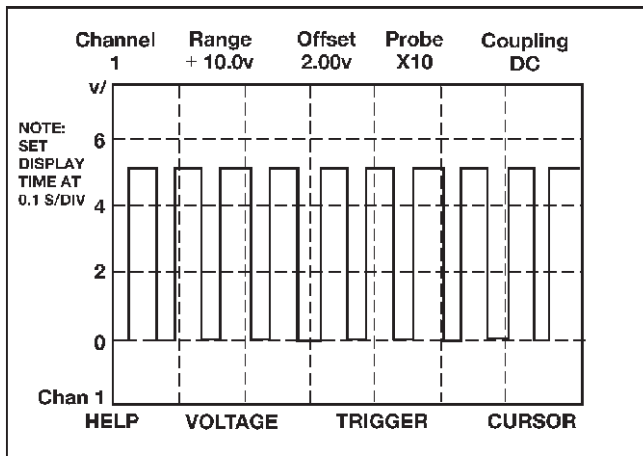 Channel Range Offset Probe Coupling
1 + 10.0v 2.00v X10 DC
v/
NOTE:
SET
DISPLAY
TIME AT
0.1 S/DIV
6
4
2
0
Chan 1
HELP VOLTAGE TRIGGER CURSOR